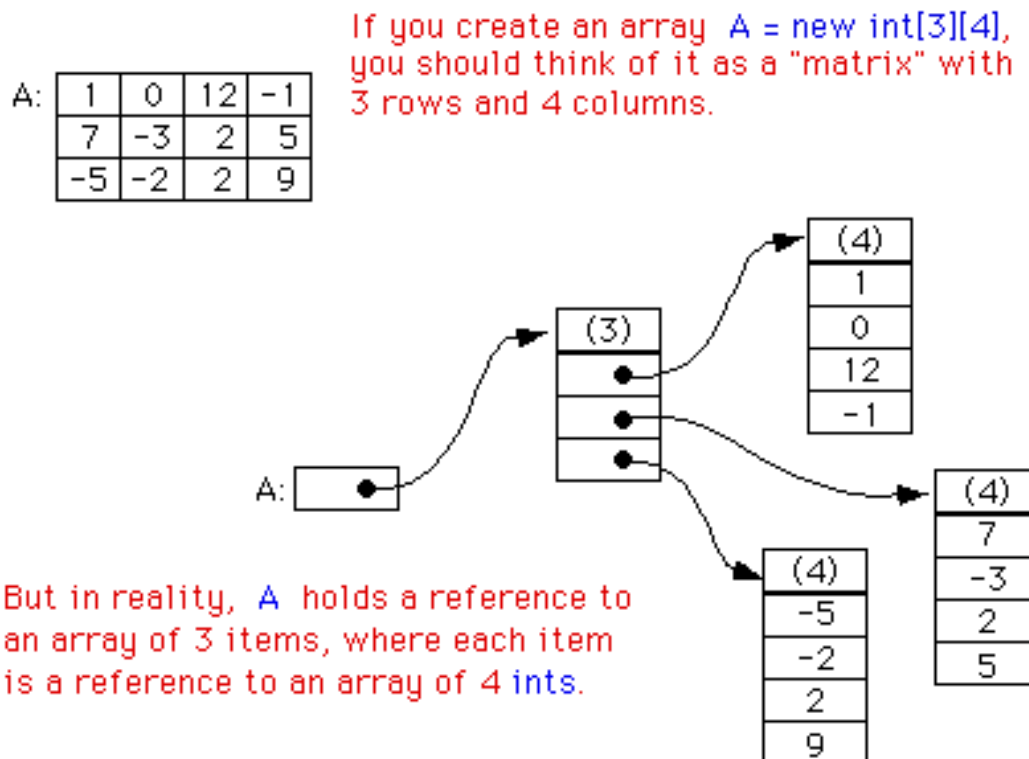 If you create an array A = new int[3][4],
you should think of it as a "matrix" with
3 rows and 4 columns.
A:
1 0 12 -1
7 -3 2 5
-5 -2 2 9
(4)
1
0
12
-1
(3)
A:
(4)
7
-3
2
5
(4)
-5
-2
2
9
But in reality, A holds a reference to
an array of 3 items, where each item
is a reference to an array of 4 ints.